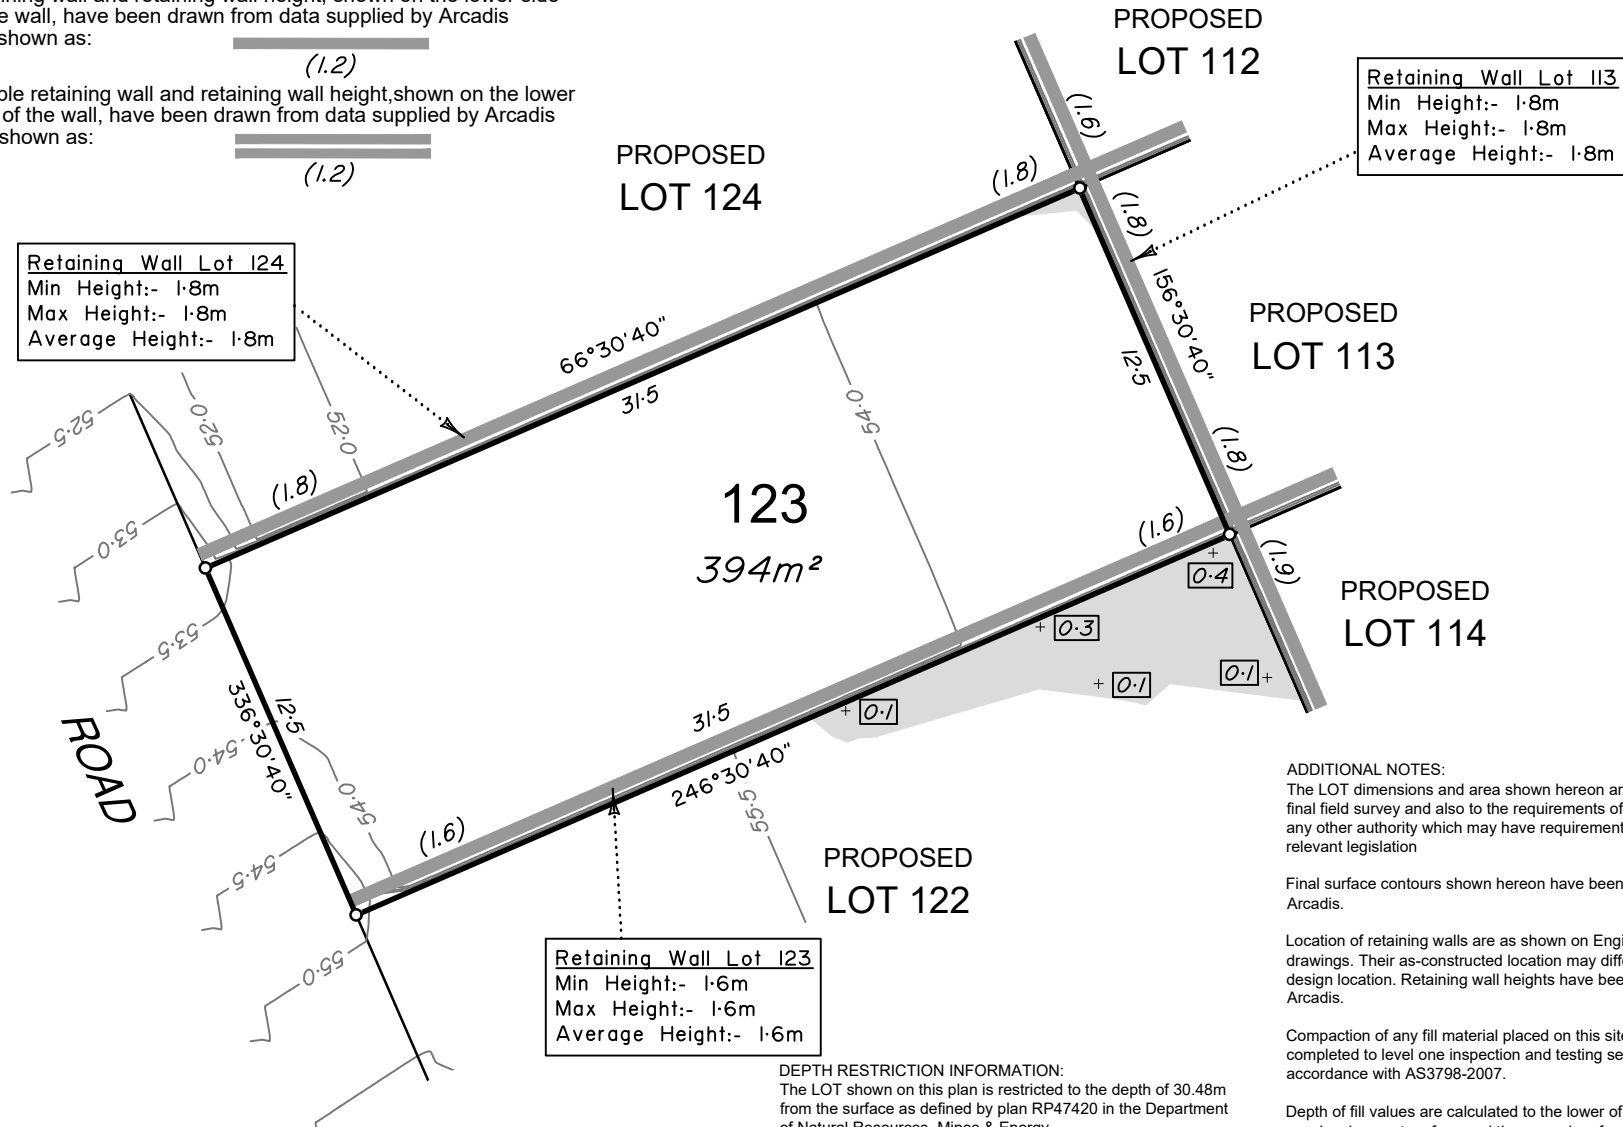 ining wall and retaining wall height, shown on the lower side
e wall, have been drawn from data supplied by Arcadis
shown as:
(1.2)
ble retaining wall and retaining wall height,shown on the lower
of the wall, have been drawn from data supplied by Arcadis
shown as:
(1.2)
PROPOSED
LOT 112
Retaining Wall Lot 113
Min Height:- 1·8m
Max Height:- 1·8m
Average Height:- 1·8m
(1.6)
PROPOSED
LOT 124
(1.8)
(1.8)
Retaining Wall Lot 124
Min Height:- 1·8m
Max Height:- 1·8m
Average Height:- 1·8m
156°30'40"
12·5
PROPOSED
LOT 113
66°30'40"
31·5
52·5
52·0
52·0
54·0
(1.8)
(1.8)
123
394m²
(1.6)
53·0
(1.9)
0·4
PROPOSED
LOT 114
53·5
0·3
0·1
0·1
0·1
ROAD
336°30'40"
12·5
31·5
246°30'40"
54·0
54·0
55·5
(1.6)
54·5
55·0
PROPOSED
LOT 122
Retaining Wall Lot 123
Min Height:- 1·6m
Max Height:- 1·6m
Average Height:- 1·6m
DEPTH RESTRICTION INFORMATION:
The LOT shown on this plan is restricted to the depth of 30.48m
from the surface as defined by plan RP47420 in the Department
of Natural Resources, Mines & Energy
ADDITIONAL NOTES:
The LOT dimensions and area shown hereon ar
final field survey and also to the requirements of
any other authority which may have requirement
relevant legislation
Final surface contours shown hereon have been
Arcadis.
Location of retaining walls are as shown on Engi
drawings. Their as-constructed location may diffe
design location. Retaining wall heights have bee
Arcadis.
Compaction of any fill material placed on this site
completed to level one inspection and testing se
accordance with AS3798-2007.
Depth of fill values are calculated to the lower of